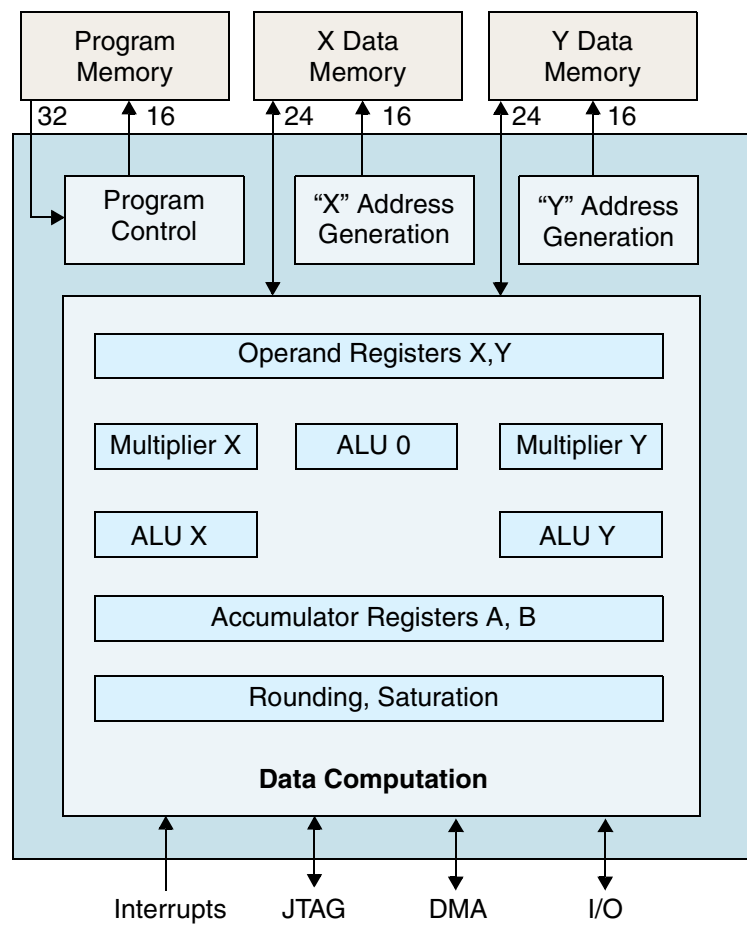 Program
Memory
X Data
Memory
Y Data
Memory
32
16
24
16
24
16
Program
Control
“X” Address
Generation
“Y” Address
Generation
Operand Registers X,Y
Multiplier X
ALU 0
Multiplier Y
ALU X
ALU Y
Accumulator Registers A, B
Rounding, Saturation
Data Computation
Interrupts
JTAG
DMA
I/O